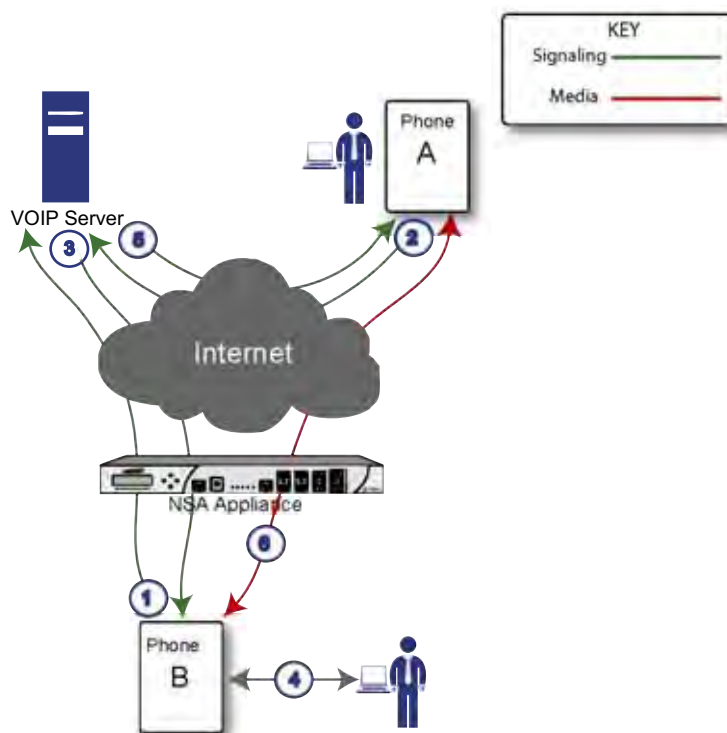 KEY
Signaling
Media
Phone
A
VOIP Server
3
5
2
Internet
NSA Appliance
6
1
Phone
B
4